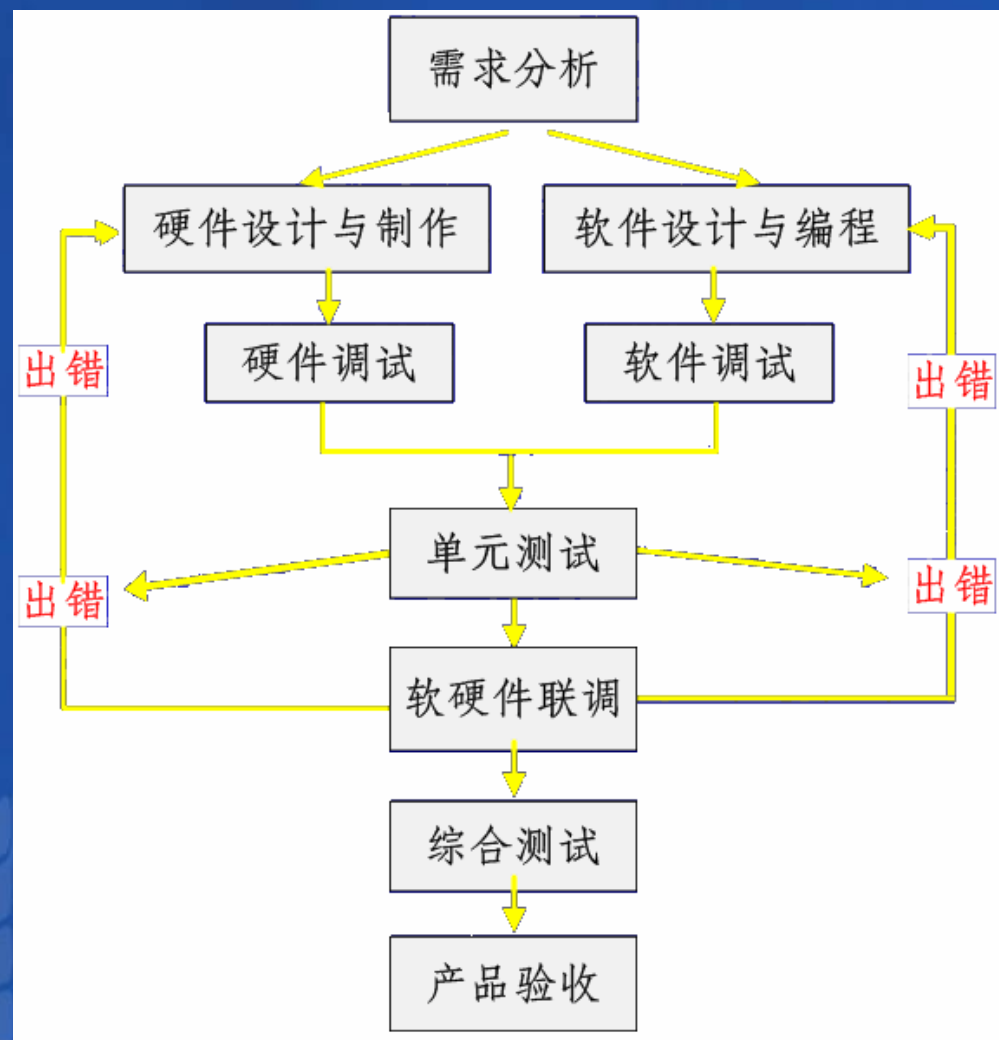 需求分析
硬件设计与制作
软件设计与编程
硬件调试
软件调试
出错
出错
单元测试
出错
出错
软硬件联调
综合测试
产品验收